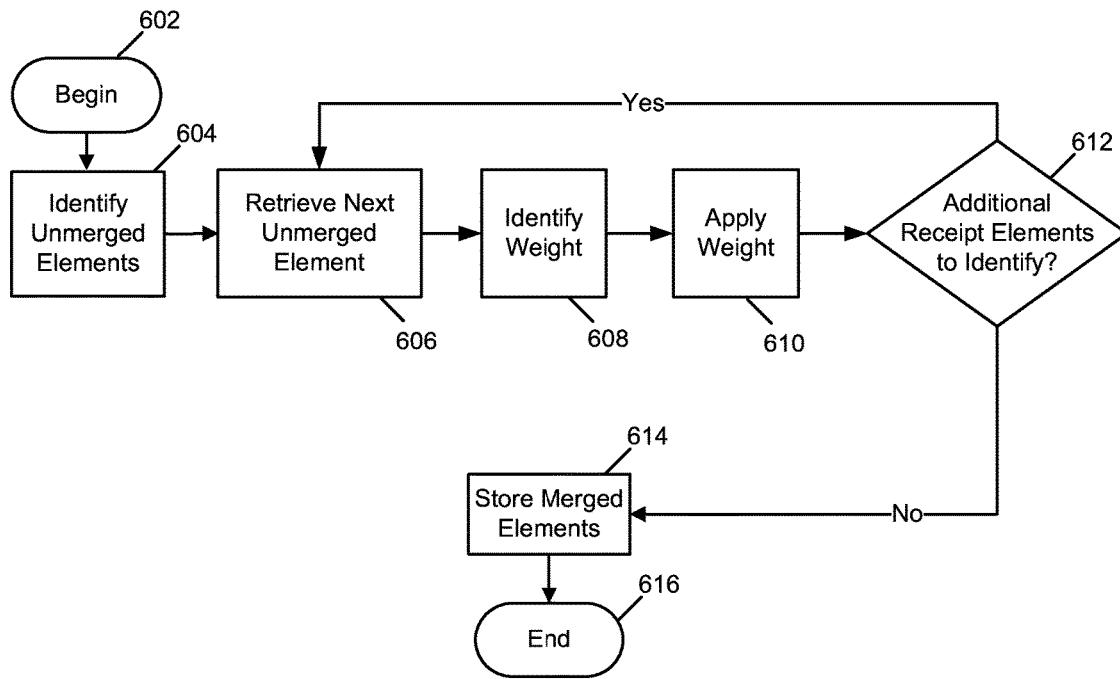 602
Begin
604
Identify
Unmerged
Elements
Retrieve Next
Unmerged
Element
606
Identify
Weight
608
Apply
Weight
610
Yes
612
Additional
Receipt Elements
to Identify?
No
614
Store Merged
Elements
616
End